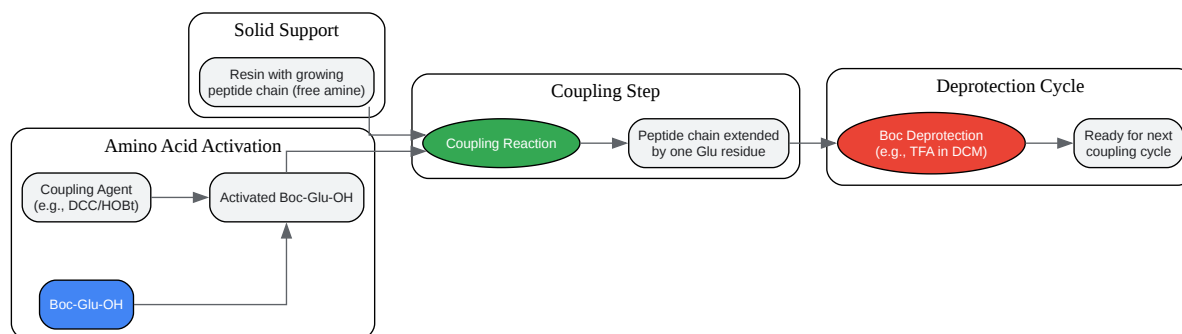 Solid Support
Resin with growing
peptide chain (free amine)
Amino Acid Activation
Coupling Agent
(e.g., DCC/HOBt)
Activated Boc-Glu-OH
Boc-Glu-OH
Coupling Step
Coupling Reaction
Peptide chain extended
by one Glu residue
Deprotection Cycle
Boc Deprotection
(e.g., TFA in DCM)
Ready for next
coupling cycle